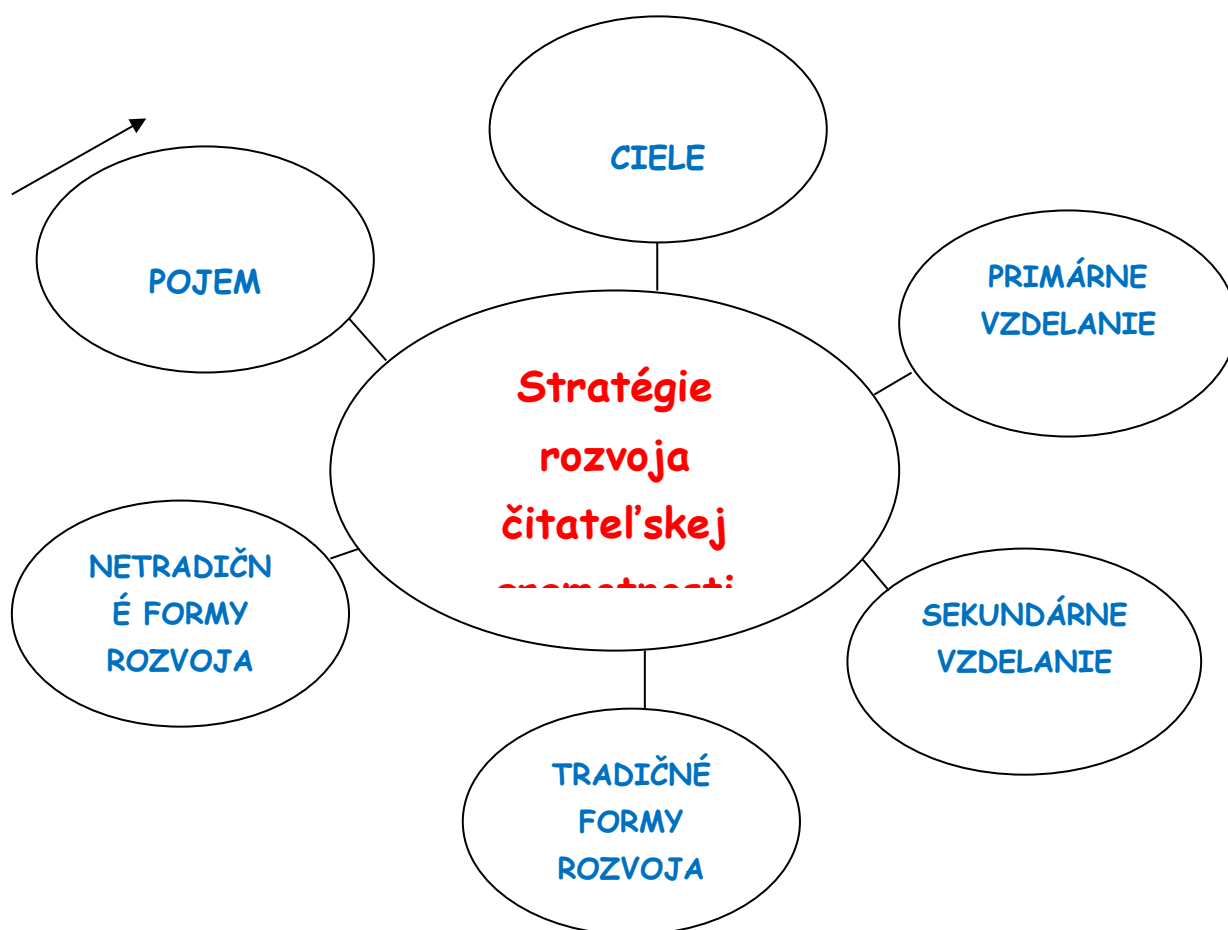 CIELE
POJEM
PRIMÁRNE
VZDELANIE
Stratégie
rozvoja
čitateľskej
NETRADIČN
É FORMY
ROZVOJA
SEKUNDÁRNE
VZDELANIE
TRADIČNÉ
FORMY
ROZVOJA